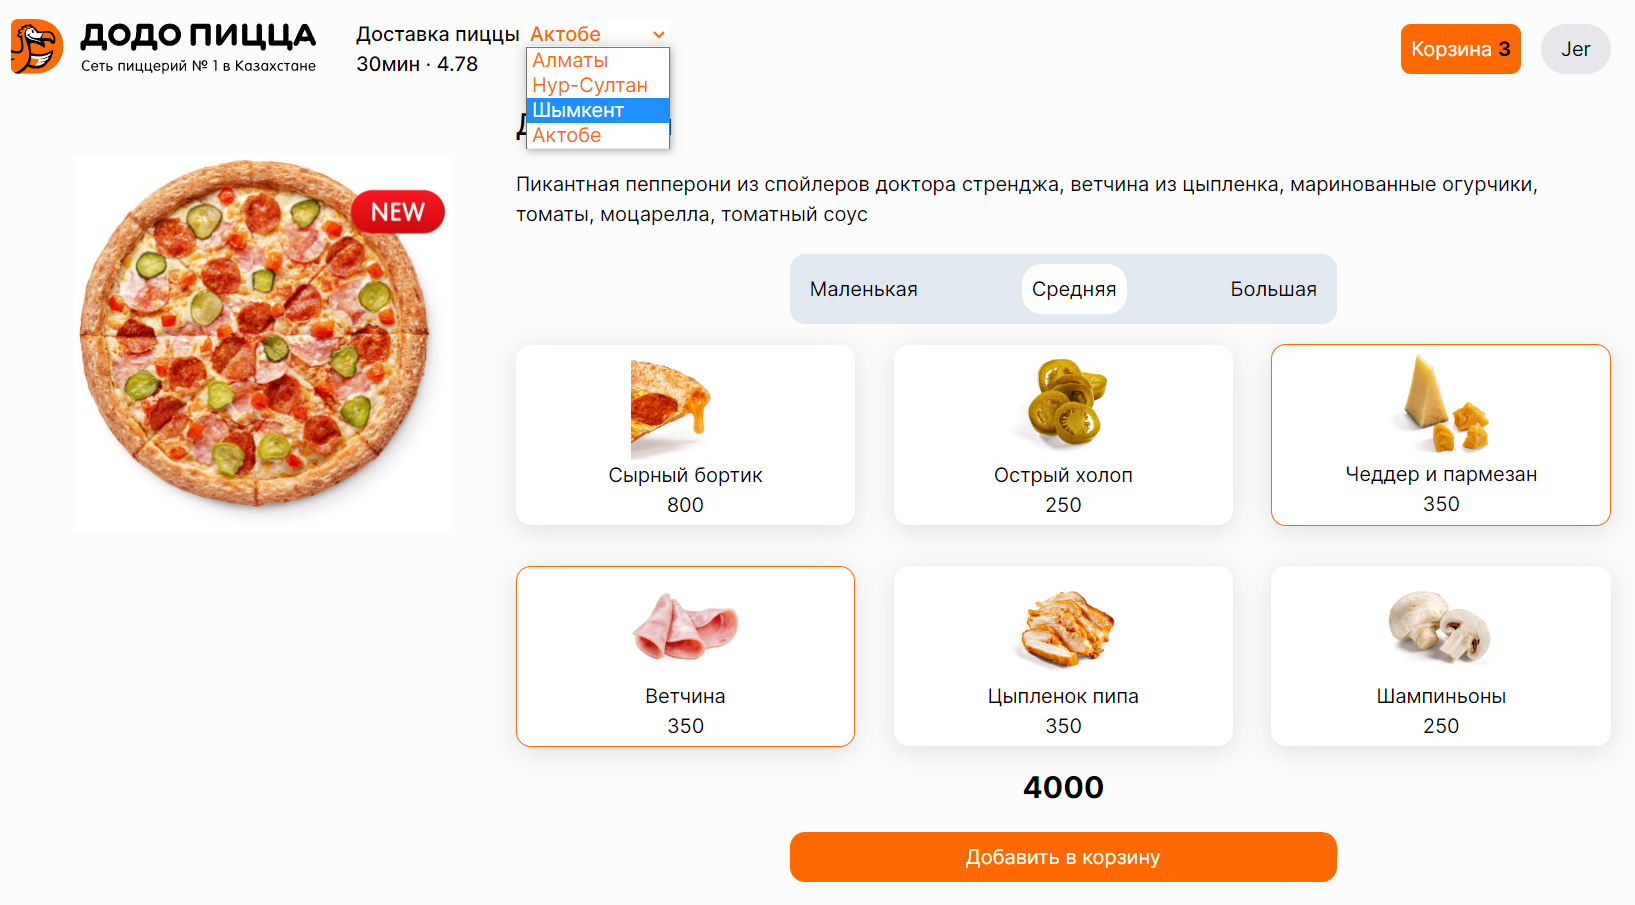 ДОДО ПИЦЦА
Сеть пиццерий № 1 в Казахстане
Доставка пиццы Актобе
30мин · 4.78
Алматы
Нур-Султан
Шымкент
Актобе
Корзина 3
Jer
NEW
Пикантная пепперони из спойлеров доктора стренджа, ветчина из цыпленка, маринованные огурчики,
томаты, моцарелла, томатный соус
Маленькая
Средняя
Большая
Сырный бортик
800
Острый холоп
250
Чеддер и пармезан
350
Ветчина
350
Цыпленок пипа
350
Шампиньоны
250
4000
Добавить в корзину